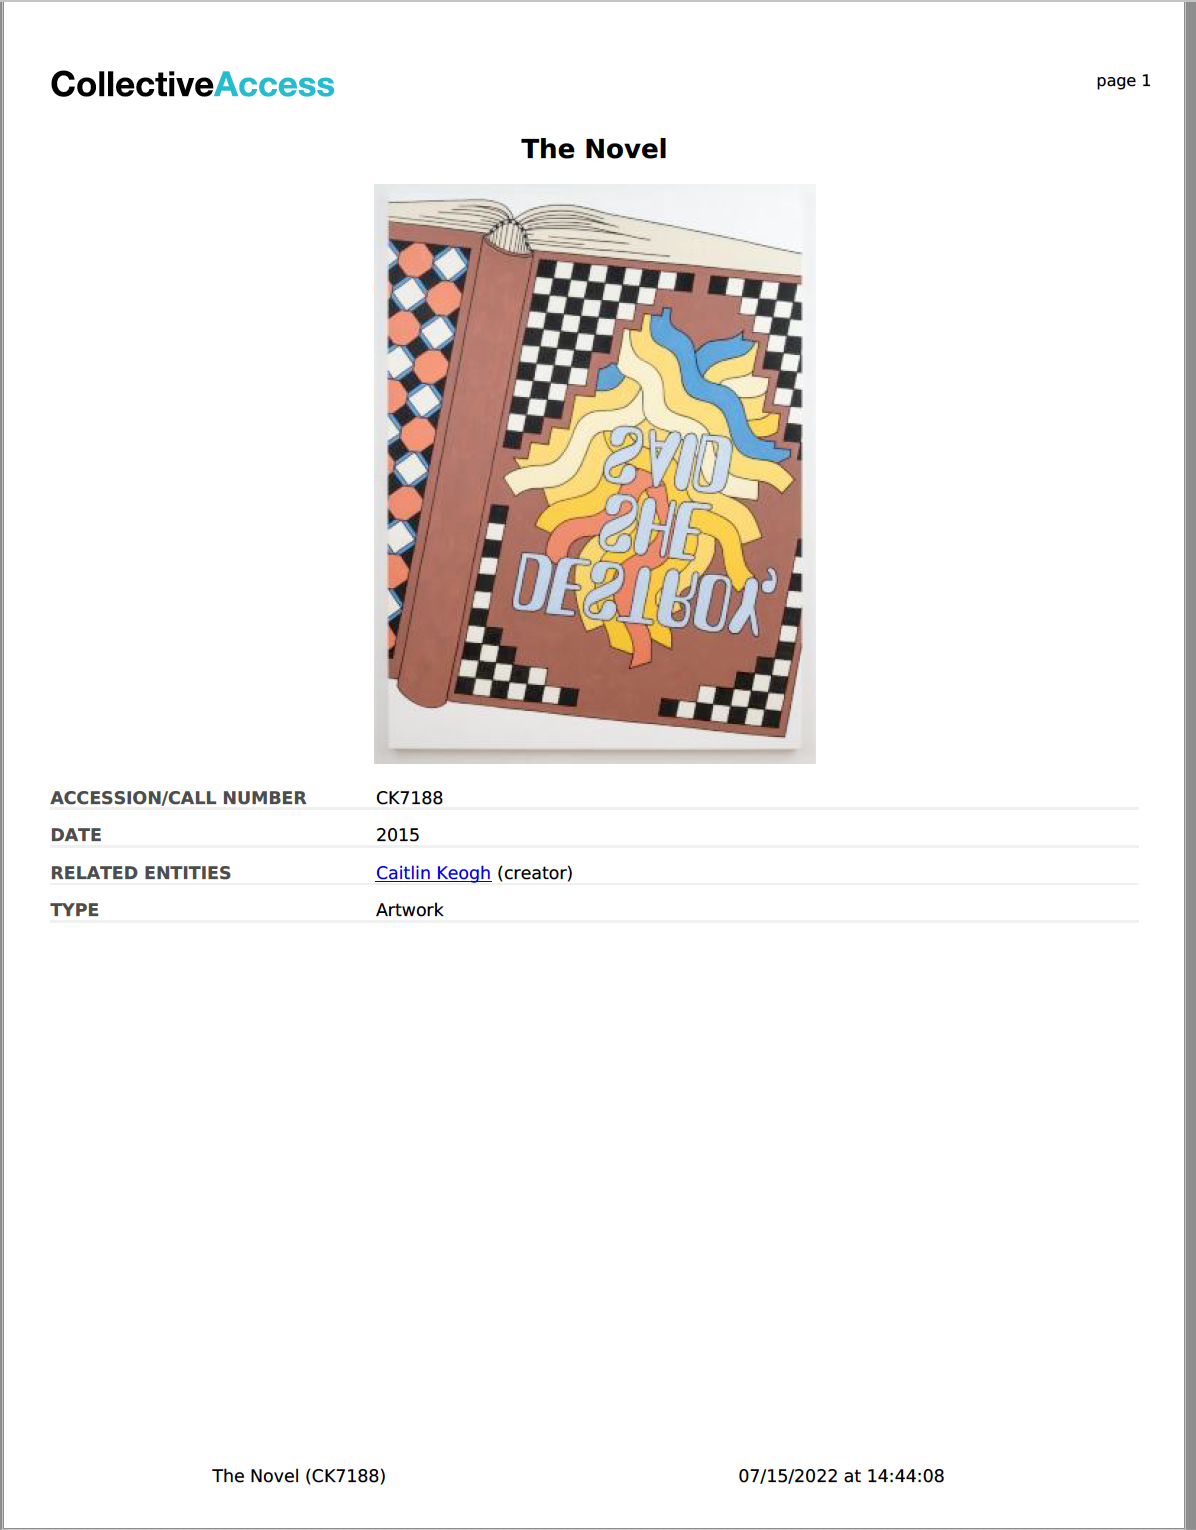 CollectiveAccess
page 1
The Novel
DESTROY,
SHE
SAID
ACCESSION/CALL NUMBER CK7188
DATE 2015
RELATED ENTITIES Caitlin Keogh (creator)
TYPE Artwork
The Novel (CK7188) 07/15/2022 at 14:44:08